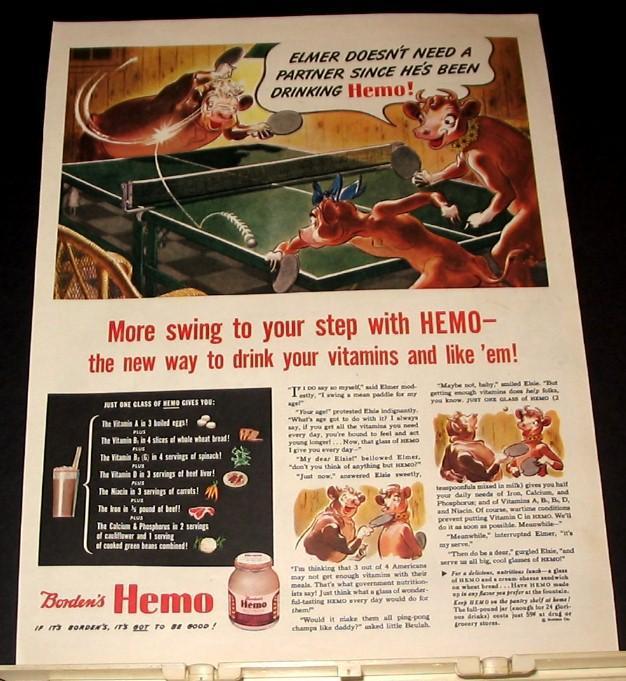 ELMER DOESN'T NEED A
PARTNER SINCE HE'S BEEN
DRINKING Hemo!
More swing to your step with HEMO–
the new way to drink your vitamins and like 'em!
JUST ONE GLASS OF HEMO GIVES YOU:
The Vitamin A in 3 boiled eggs!
PLUS
The Vitamin B₁ in 4 slices of whole wheat bread!
PLUS
The Vitamin B₂ (G) in 4 servings of spinach!
PLUS
The Vitamin D in 3 servings of beef liver!
PLUS
The Niacin in 3 servings of carrots!
PLUS
The Iron in ½ pound of beef!
PLUS
The Calcium & Phosphorus in 2 servings
of cauliflower and 1 serving
of cooked green beans combined!
Borden's Hemo
IF IT'S BORDEN'S, IT'S GOT TO BE GOOD!
Borden's
Hemo
"IF I DO SAY so myself," said Elmer mod-
estly, "I swing a mean paddle for my
age!"
"Your age!" protested Elsie indignantly.
"What's age got to do with it? I always
say, if you get all the vitamins you need
every day, you're bound to feel and act
young longer! . . . Now, that glass of HEMO
I give you every day—"
"My dear Elsie!" bellowed Elmer,
"don't you think of anything but HEMO?"
"Just now," answered Elsie sweetly,
"I'm thinking that 3 out of 4 Americans
may not get enough vitamins with their
meals. That's what government nutrition-
ists say! Just think what a glass of wonder-
ful-tasting HEMO every day would do for
them!"
"Would it make them all ping-pong
champs like daddy?" asked little Beulah.
"Maybe not, baby," smiled Elsie. "But
getting enough vitamins does help folks,
you know. JUST ONE GLASS OF HEMO (2
teaspoonfuls mixed in milk) gives you half
your daily needs of Iron, Calcium, and
Phosphorus; and of Vitamins A, B₁, B₂, D,
and Niacin. Of course, wartime conditions
prevent putting Vitamin C in HEMO. We'll
do it as soon as possible. Meanwhile—"
"Meanwhile," interrupted Elmer, "it's
my serve."
"Then do be a dear," gurgled Elsie, "and
serve us all big, cool glasses of HEMO!"
For a delicious, nutritious lunch—a glass
of HEMO and a cream-cheese sandwich
on wheat bread . . . Have HEMO made
up in any flavor you prefer at the fountain.
Keep HEMO on the pantry shelf at home!
The full-pound jar (enough for 24 glori-
ous drinks) costs just 59¢ at drug or
grocery stores.